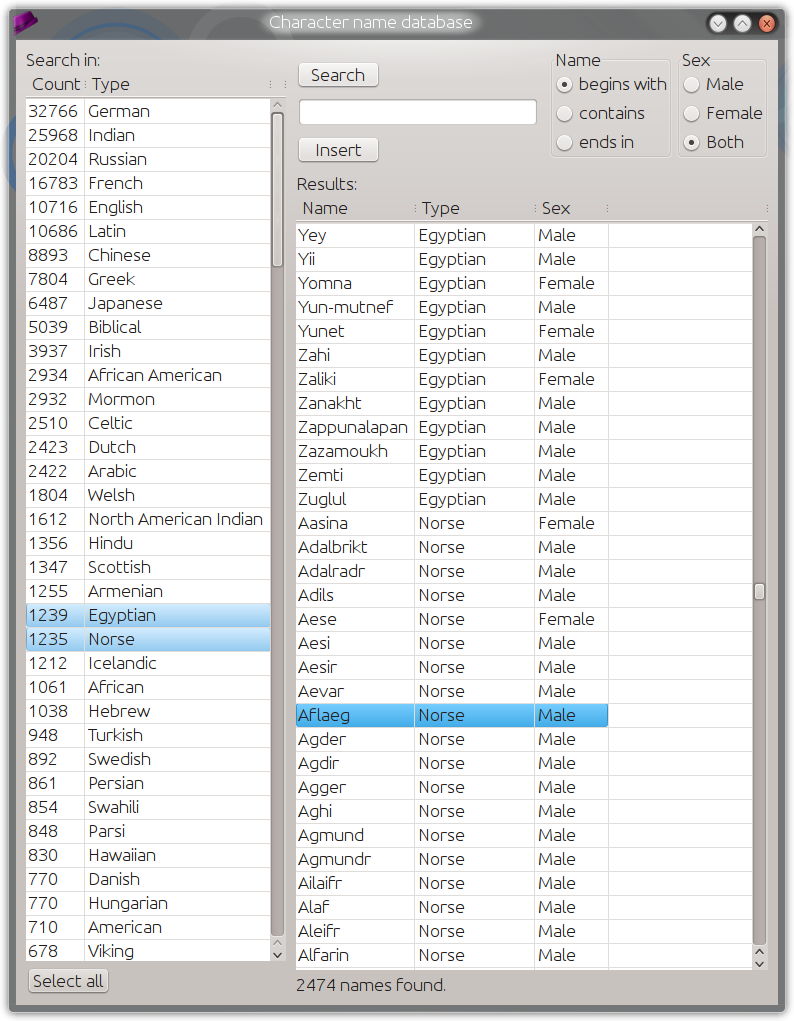 Character name database
Search in:
Count Type
32766 German
25968 Indian
20204 Russian
16783 French
10716 English
10686 Latin
8893 Chinese
7804 Greek
6487 Japanese
5039 Biblical
3937 Irish
2934 African American
2932 Mormon
2510 Celtic
2423 Dutch
2422 Arabic
1804 Welsh
1612 North American Indian
1356 Hindu
1347 Scottish
1255 Armenian
1239 Egyptian
1235 Norse
1212 Icelandic
1061 African
1038 Hebrew
948 Turkish
892 Swedish
861 Persian
854 Swahili
848 Parsi
830 Hawaiian
770 Danish
770 Hungarian
710 American
678 Viking
Select all
Search
Insert
Name
begins with
contains
ends in
Sex
Male
Female
Both
Results:
Name Type Sex
Yey Egyptian Male
Yii Egyptian Male
Yomna Egyptian Female
Yun-mutnef Egyptian Male
Yunet Egyptian Female
Zahi Egyptian Male
Zaliki Egyptian Female
Zanakht Egyptian Male
Zappunalapan Egyptian Male
Zazamoukh Egyptian Male
Zemti Egyptian Male
Zuglul Egyptian Male
Aasina Norse Female
Adalbrikt Norse Male
Adalradr Norse Male
Adils Norse Male
Aese Norse Female
Aesi Norse Male
Aesir Norse Male
Aevar Norse Male
Aflaeg Norse Male
Agder Norse Male
Agdir Norse Male
Agger Norse Male
Aghi Norse Male
Agmund Norse Male
Agmundr Norse Male
Ailaifr Norse Male
Alaf Norse Male
Aleifr Norse Male
Alfarin Norse Male
2474 names found.